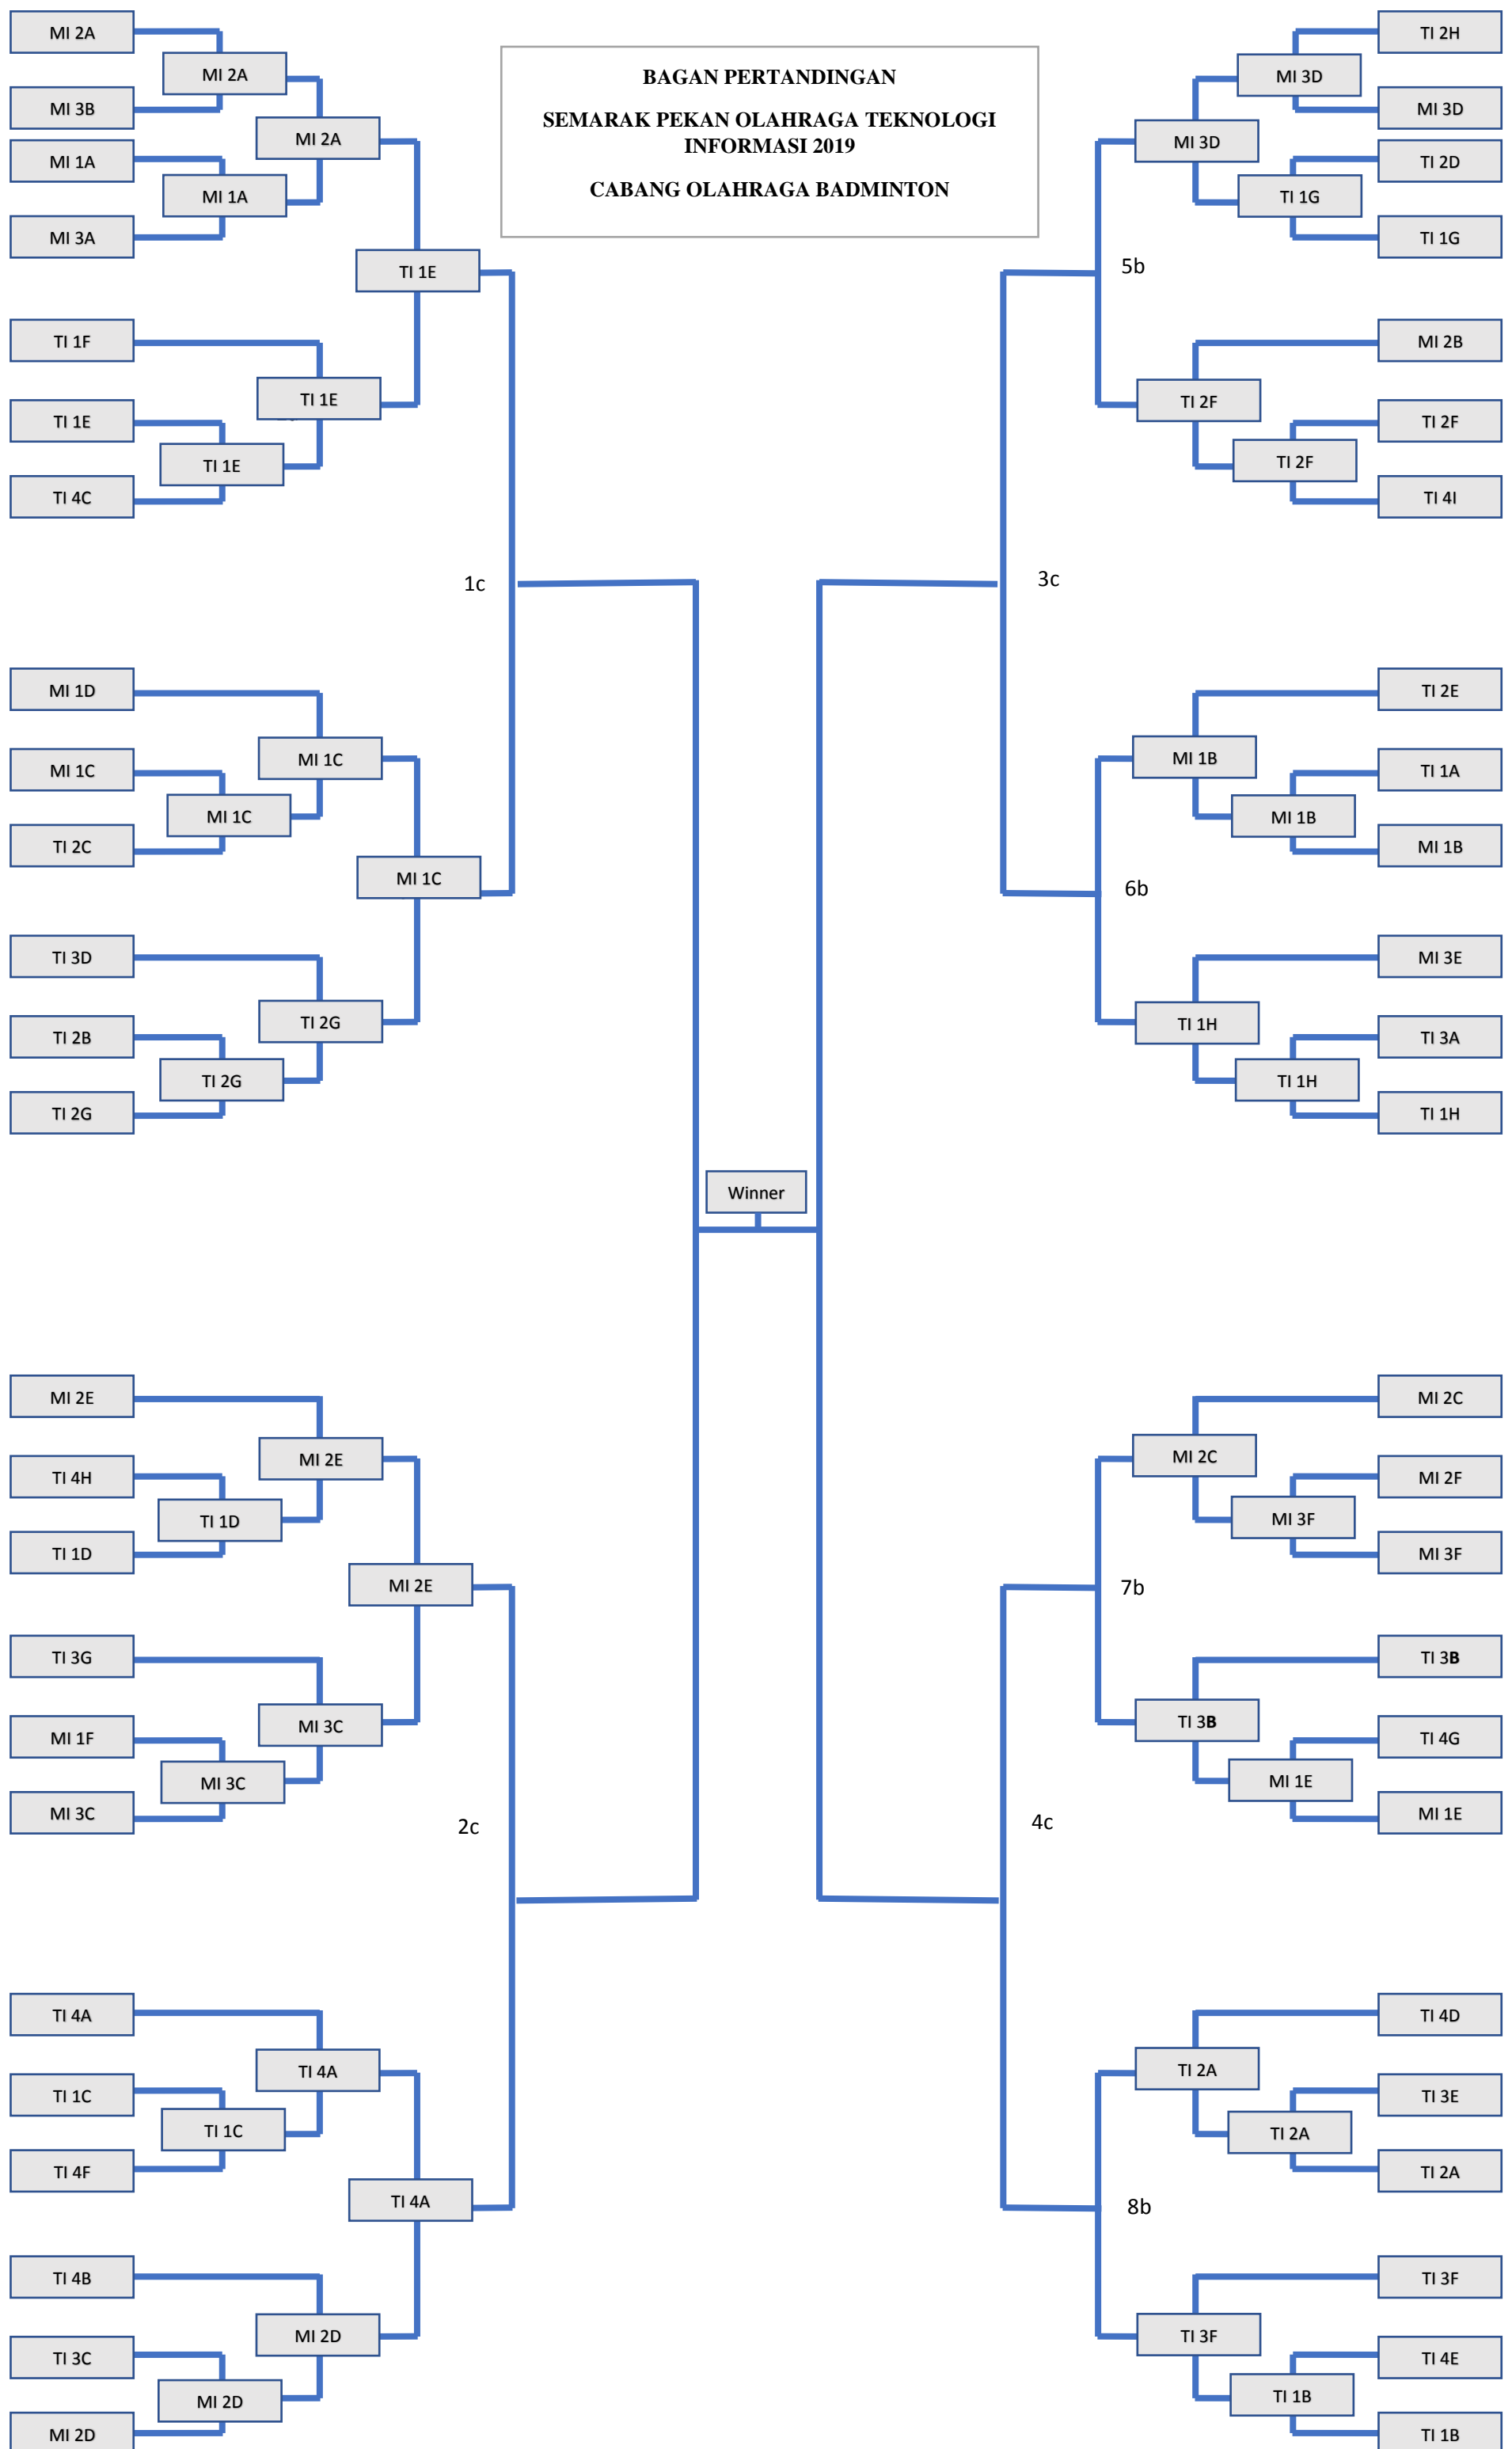 BAGAN PERTANDINGAN
SEMARAK PEKAN OLAHRAGA TEKNOLOGI
INFORMASI 2019
CABANG OLAHRAGA BADMINTON
MI 2A
MI 2A
MI 3B
MI 2A
MI 1A
MI 1A
MI 3A
TI 1E
TI 1F
TI 1E
TI 1E
TI 1E
TI 4C
1c
MI 1D
MI 1C
MI 1C
MI 1C
TI 2C
MI 1C
TI 3D
TI 2G
TI 2B
TI 2G
TI 2G
MI 2E
MI 2E
TI 4H
TI 1D
TI 1D
MI 2E
TI 3G
MI 3C
MI 1F
MI 3C
MI 3C
2c
TI 4A
TI 4A
TI 1C
TI 1C
TI 4F
TI 4A
TI 4B
MI 2D
TI 3C
MI 2D
MI 2D
Winner
TI 2H
MI 3D
MI 3D
MI 3D
TI 2D
TI 1G
TI 1G
5b
MI 2B
TI 2F
TI 2F
TI 2F
TI 4I
3c
TI 2E
MI 1B
TI 1A
MI 1B
MI 1B
6b
MI 3E
TI 1H
TI 3A
TI 1H
TI 1H
MI 2C
MI 2C
MI 2F
MI 3F
MI 3F
7b
TI 3B
TI 3B
TI 4G
MI 1E
MI 1E
4c
TI 4D
TI 2A
TI 3E
TI 2A
TI 2A
8b
TI 3F
TI 3F
TI 4E
TI 1B
TI 1B